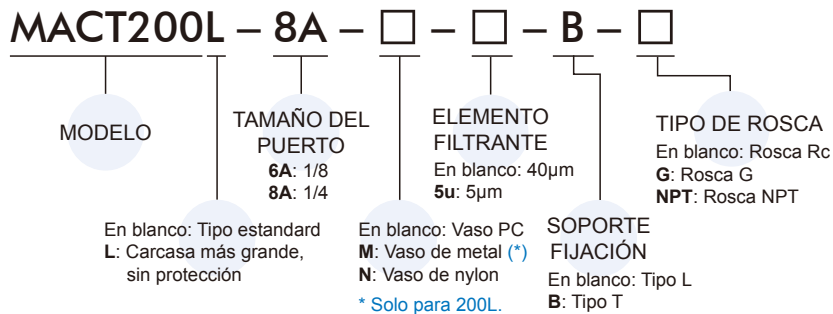 MACT200L – 8A – □ – □ – B – □
MODELO
TAMAÑO DEL
PUERTO
6A: 1/8
8A: 1/4
ELEMENTO
FILTRANTE
En blanco: 40μm
5u: 5μm
TIPO DE ROSCA
En blanco: Rosca Rc
G: Rosca G
NPT: Rosca NPT
En blanco: Tipo estandard
L: Carcasa más grande,
sin protección
En blanco: Vaso PC
M: Vaso de metal (*)
N: Vaso de nylon
* Solo para 200L.
SOPORTE
FIJACIÓN
En blanco: Tipo L
B: Tipo T